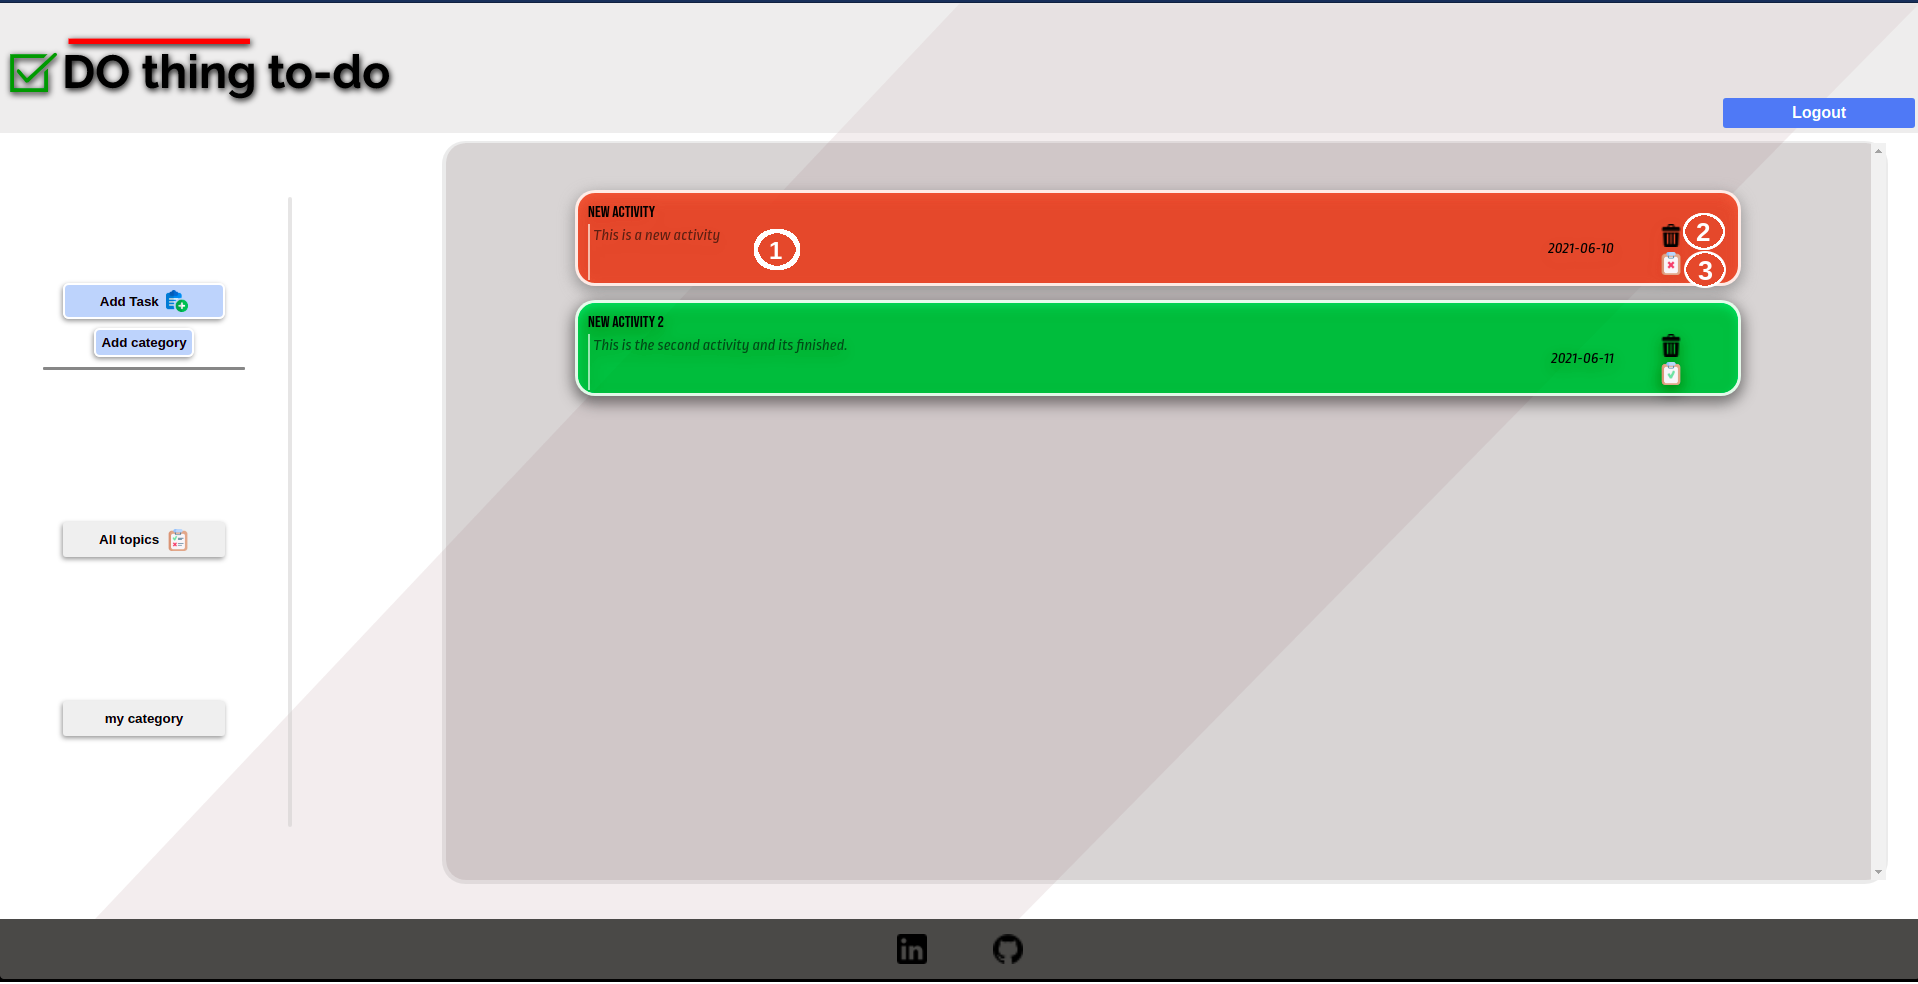 DO thing to-do
Logout
NEW ACTIVITY
This is a new activity
1
2021-06-10
2
3
Add Task
Add category
NEW ACTIVITY 2
This is the second activity and its finished.
2021-06-11
All topics
my category
in